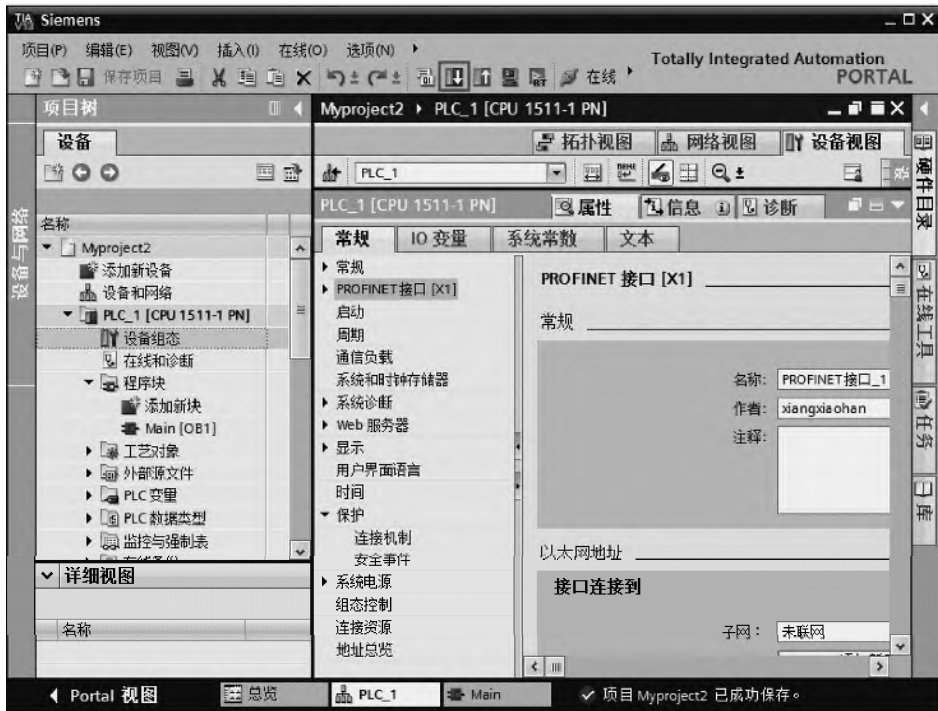 Siemens
项目(P) 编辑(E) 视图(V) 插入(I) 在线(O) 选项(N)
Totally Integrated Automation
PORTAL
保存项目 在线
项目树
Myproject2 PLC_1 [CPU 1511-1 PN]
设备
拓扑视图 网络视图 设备视图
PLC_1
PLC_1 [CPU 1511-1 PN]
属性 信息 诊断
常规 IO 变量 系统常数 文本
设备与网络
名称
Myproject2
添加新设备
设备和网络
PLC_1 [CPU 1511-1 PN]
设备组态
在线和诊断
程序块
添加新块
Main [OB1]
工艺对象
外部源文件
PLC 变量
PLC 数据类型
监控与强制表
详细视图
名称
常规
PROFINET接口 [X1]
启动
周期
通信负载
系统和时钟存储器
系统诊断
Web 服务器
显示
用户界面语言
时间
保护
连接机制
安全事件
系统电源
组态控制
连接资源
地址总览
PROFINET 接口 [X1]
常规
名称: PROFINET接口_1
作者: xiangxiaohan
注释:
以太网地址
接口连接到
子网: 未联网
硬件目录
在线工具
任务
库
Portal 视图 总览 PLC_1 Main 项目 Myproject2 已成功保存。